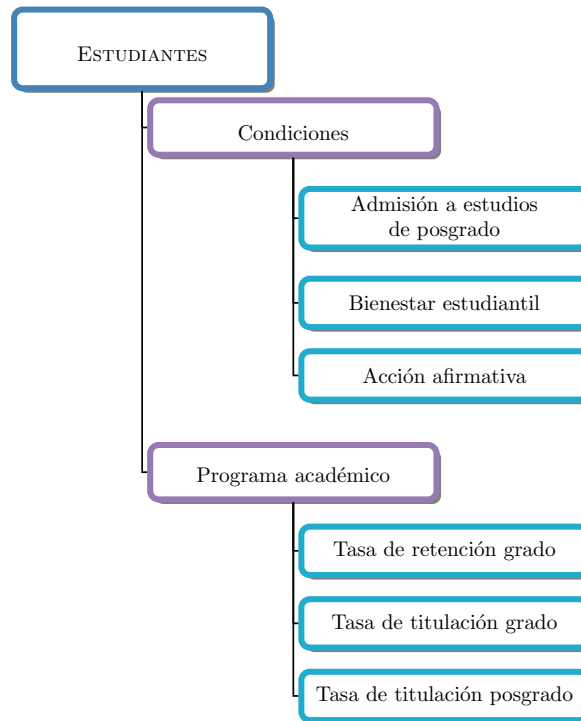 ESTUDIANTES
Condiciones
Admisión a estudios
de posgrado
Bienestar estudiantil
Acción afirmativa
Programa académico
Tasa de retención grado
Tasa de titulación grado
Tasa de titulación posgrado